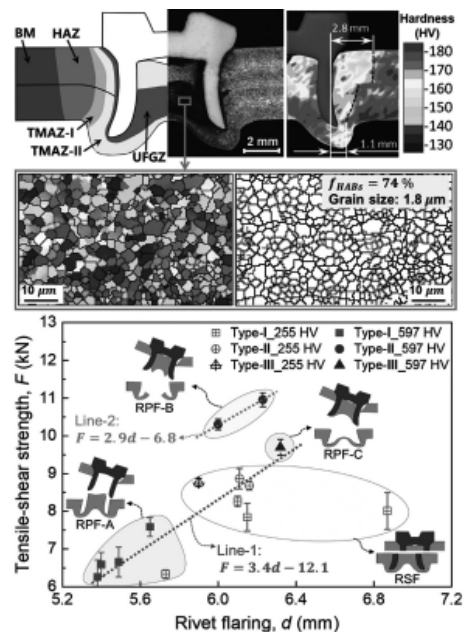 BM HAZ
TMAZ-I
TMAZ-II
UFGZ
2 mm
2.8 mm
1.1 mm
Hardness
(HV)
180
170
160
150
140
130
10 μm
f_HABs = 74 %
Grain size: 1.8 μm
10 μm
Tensile-shear strength, F (kN)
13
12
11
10
9
8
7
6
Type-I_255 HV Type-I_597 HV
Type-II_255 HV Type-II_597 HV
Type-III_255 HV Type-III_597 HV
RPF-B
Line-2:
F = 2.9d−6.8
RPF-C
RPF-A
Line-1:
F = 3.4d−12.1
RSF
5.2 5.6 6.0 6.4 6.8 7.2
Rivet flaring, d (mm)